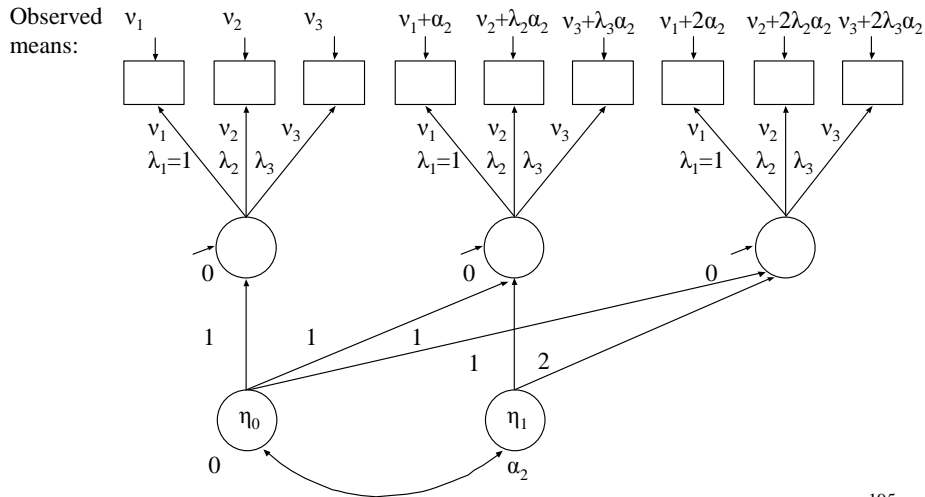 Observed means:
ν₁ ν₂ ν₃ ν₁+α₂ ν₂+λ₂α₂ ν₃+λ₃α₂ ν₁+2α₂ ν₂+2λ₂α₂ ν₃+2λ₃α₂
ν₁ ν₂ ν₃ ν₁ ν₂ ν₃ ν₁ ν₂ ν₃
λ₁=1 λ₂ λ₃ λ₁=1 λ₂ λ₃ λ₁=1 λ₂ λ₃
0 0 0
1 1 1 1 2
η₀ η₁
0 α₂